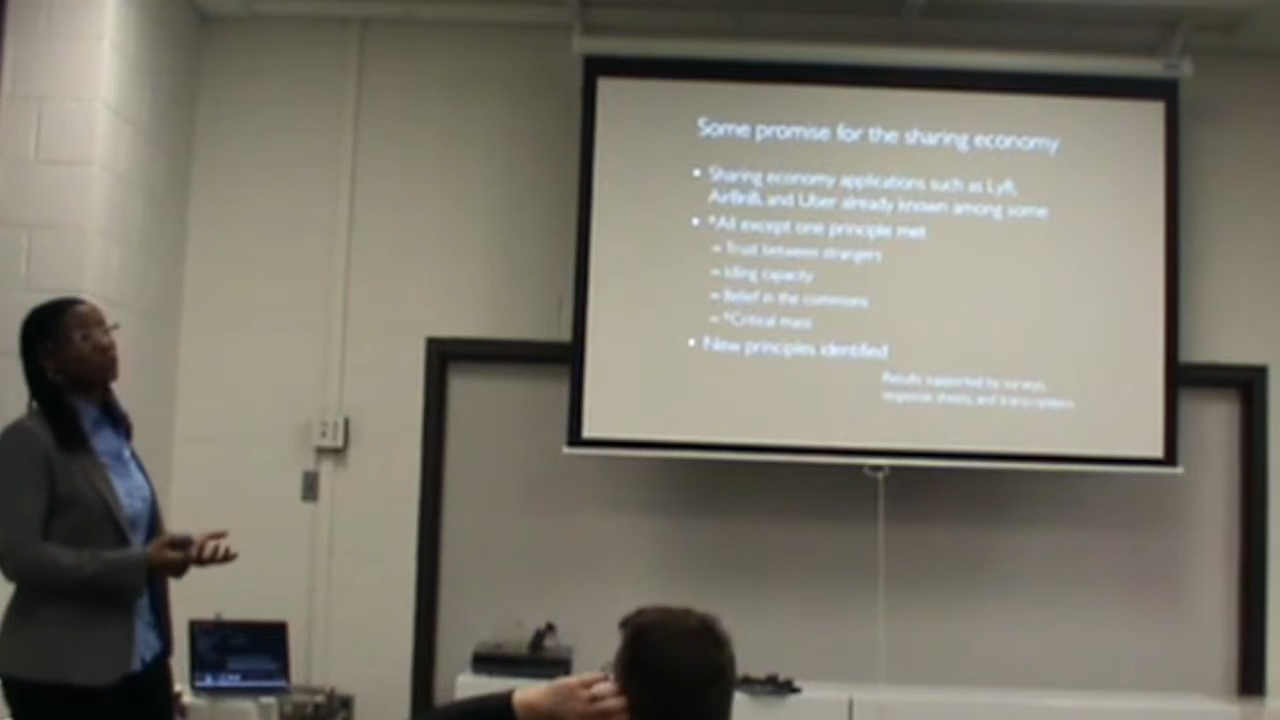 Some promise for the sharing economy
• Sharing economy applications such as Lyft,
AirBnB, and Uber already known among some
• *All except one principle met
– Trust between strangers
– Idling capacity
– Belief in the commons
– *Critical mass
• New principles identified
Results supported by surveys,
response sheets, and transcriptions